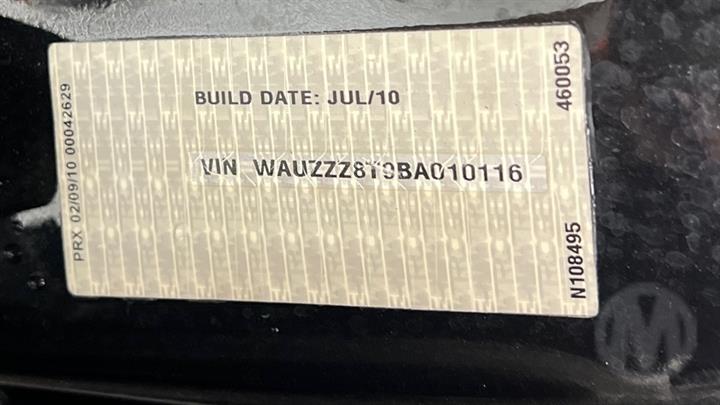 PRX 02/09/10 00042629
BUILD DATE: JUL/10
VIN WAUZZZ8T9BA010116
460053
N108495
M